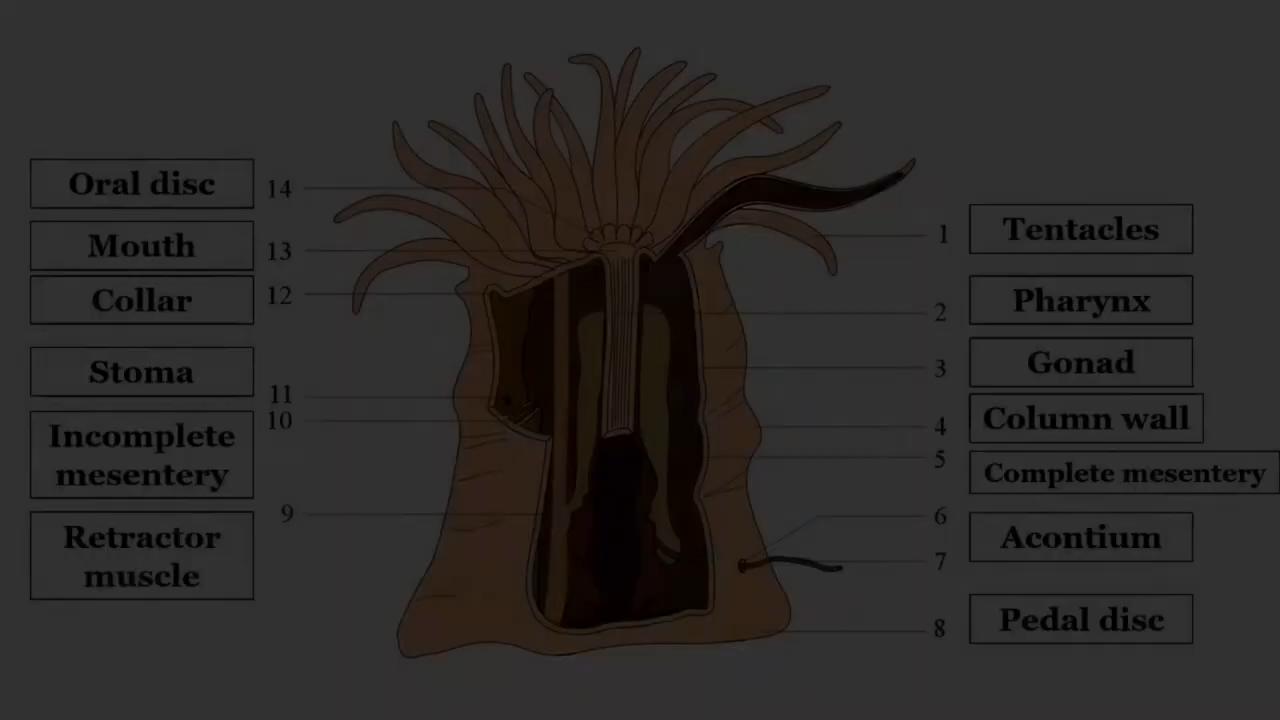 Oral disc 14
Mouth 13
Collar 12
Stoma 11
Incomplete 10
mesentery
Retractor 9
muscle
1 Tentacles
2 Pharynx
3 Gonad
4 Column wall
5 Complete mesentery
6
7 Acontium
8 Pedal disc